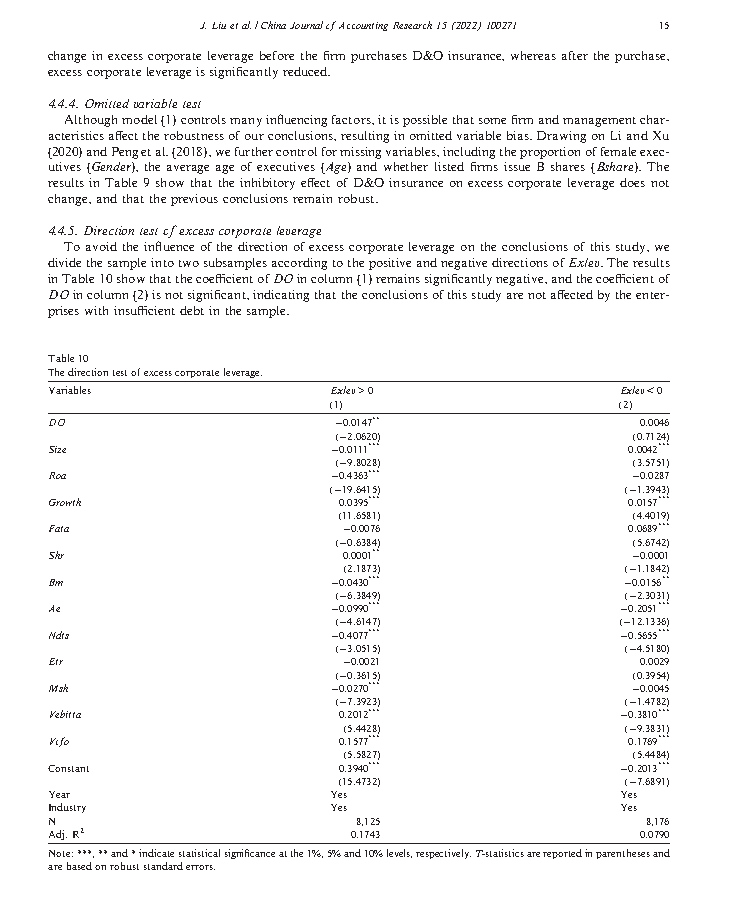 J. Liu et al. / China Journal of Accounting Research 15 (2022) 100271 15
change in excess corporate leverage before the firm purchases D&O insurance, whereas after the purchase,
excess corporate leverage is significantly reduced.
4.4.4. Omitted variable test
Although model (1) controls many influencing factors, it is possible that some firm and management char-
acteristics affect the robustness of our conclusions, resulting in omitted variable bias. Drawing on Li and Xu
(2020) and Peng et al. (2018), we further control for missing variables, including the proportion of female exec-
utives (Gender), the average age of executives (Age) and whether listed firms issue B shares (Bshare). The
results in Table 9 show that the inhibitory effect of D&O insurance on excess corporate leverage does not
change, and that the previous conclusions remain robust.
4.4.5. Direction test of excess corporate leverage
To avoid the influence of the direction of excess corporate leverage on the conclusions of this study, we
divide the sample into two subsamples according to the positive and negative directions of Exlev. The results
in Table 10 show that the coefficient of DO in column (1) remains significantly negative, and the coefficient of
DO in column (2) is not significant, indicating that the conclusions of this study are not affected by the enter-
prises with insufficient debt in the sample.
Table 10
The direction test of excess corporate leverage.
Variables Exlev > 0 Exlev < 0
(1) (2)
DO −0.0147** 0.0046
(−2.0620) (0.7124)
Size −0.0111*** 0.0042***
(−9.8028) (3.5751)
Roa −0.4363*** −0.0287
(−19.6415) (−1.3943)
Growth 0.0395*** 0.0157***
(11.6581) (4.4019)
Fata −0.0076 0.0689***
(−0.6384) (5.6742)
Shr 0.0001** −0.0001
(2.1873) (−1.1842)
Bm −0.0430*** −0.0156**
(−6.3849) (−2.3031)
Ae −0.0990*** −0.2051***
(−4.6147) (−12.1336)
Ndts −0.4077*** −0.5655***
(−3.0515) (−4.5180)
Etr −0.0021 0.0029
(−0.3615) (0.3954)
Msh −0.0270*** −0.0045
(−7.3923) (−1.4782)
Vebitta 0.2012*** −0.3810***
(5.4428) (−9.3831)
Vcfo 0.1577*** 0.1769***
(5.5827) (5.4484)
Constant 0.3940*** −0.2013***
(15.4732) (−7.6891)
Year Yes Yes
Industry Yes Yes
N 8,125 8,176
Adj. R² 0.1743 0.0790
Note: ***, ** and * indicate statistical significance at the 1%, 5% and 10% levels, respectively. T-statistics are reported in parentheses and
are based on robust standard errors.